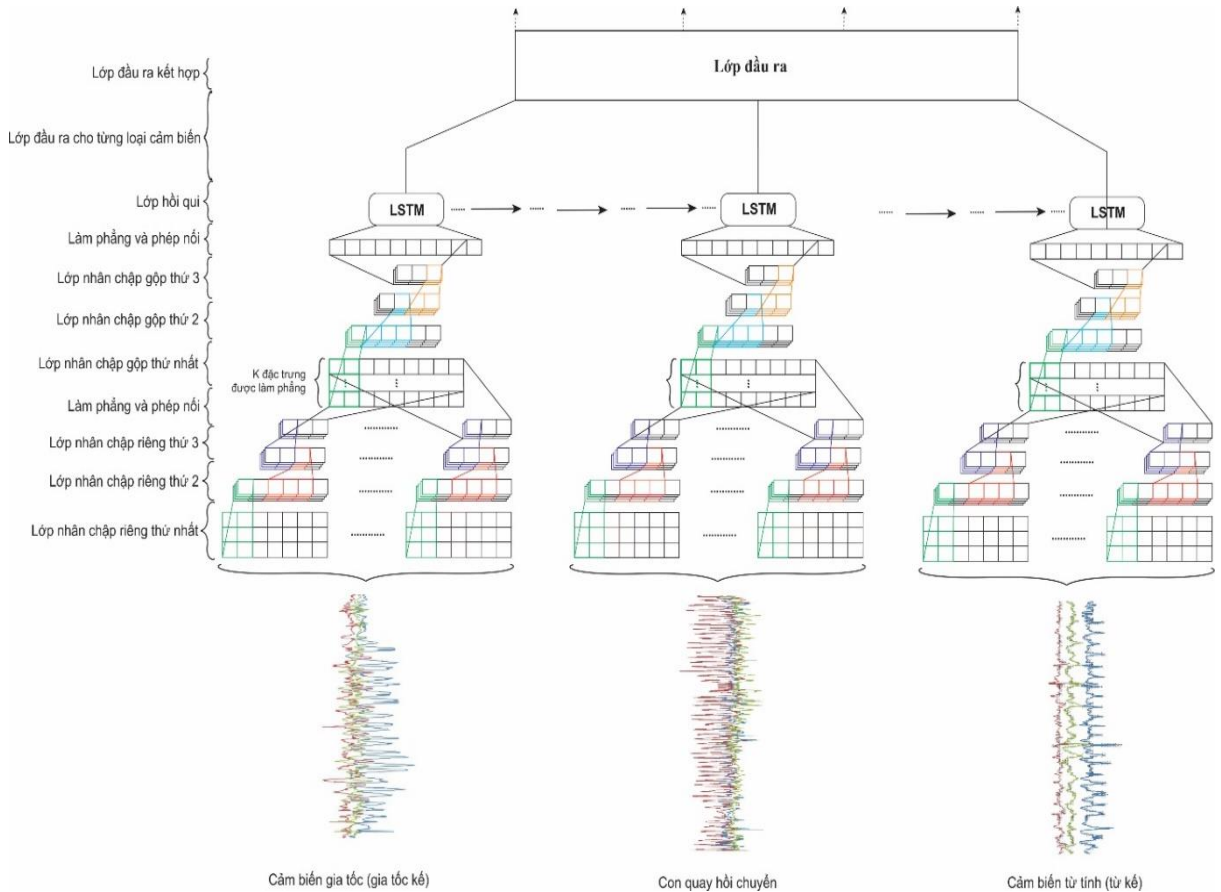 Lớp đầu ra
Lớp đầu ra kết hợp
Lớp đầu ra cho từng loại cảm biến
Lớp hồi qui
LSTM
LSTM
LSTM
Làm phẳng và phép nối
Lớp nhân chập gộp thứ 3
Lớp nhân chập gộp thứ 2
Lớp nhân chập gộp thứ nhất
K đặc trưng
được làm phẳng
Làm phẳng và phép nối
Lớp nhân chập riêng thứ 3
Lớp nhân chập riêng thứ 2
Lớp nhân chập riêng thứ nhất
Cảm biến gia tốc (gia tốc kế)
Con quay hồi chuyển
Cảm biến từ tính (từ kế)